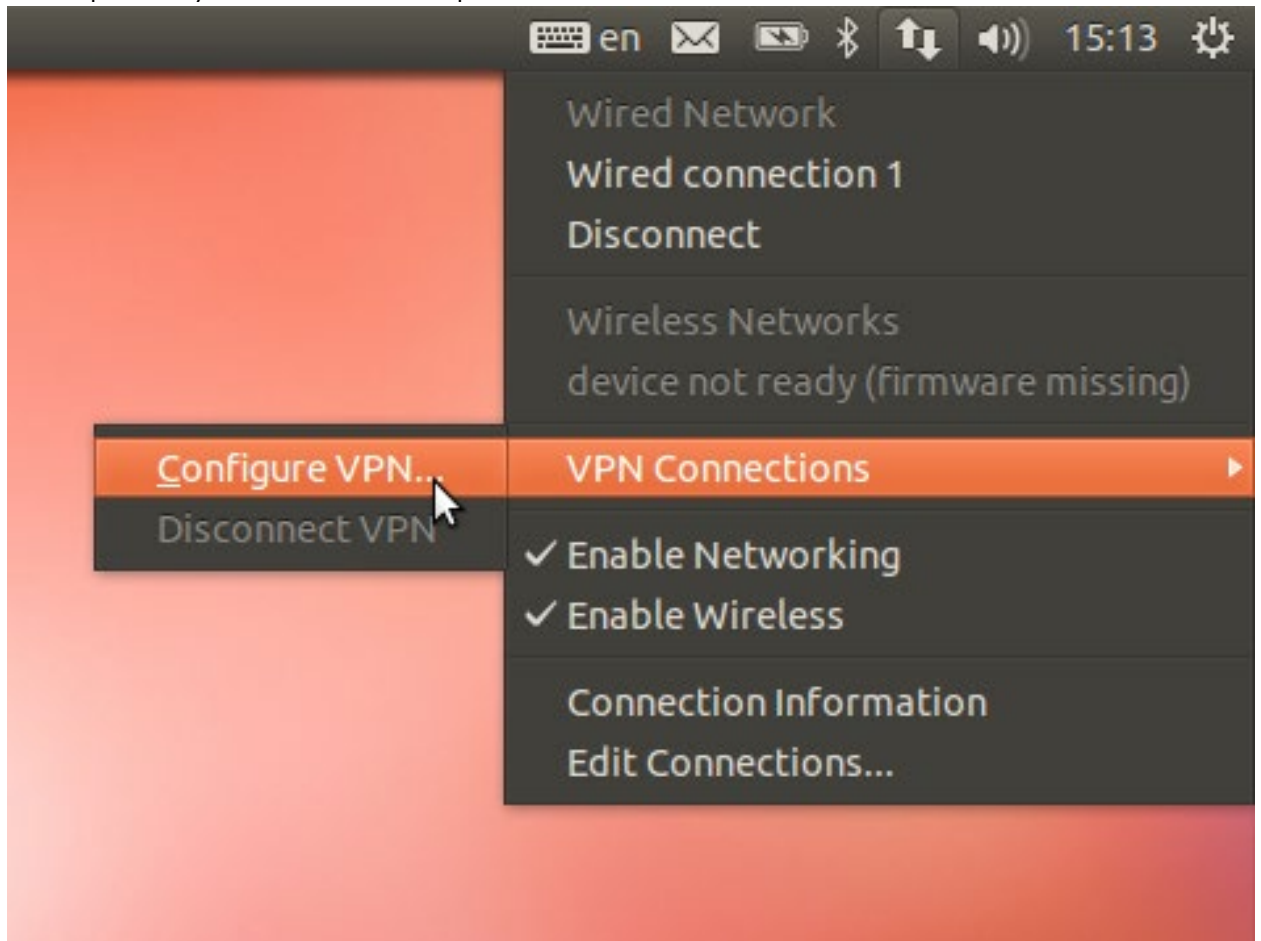 en 15:13
Wired Network
Wired connection 1
Disconnect
Wireless Networks
device not ready (firmware missing)
VPN Connections
Configure VPN...
Disconnect VPN
Enable Networking
Enable Wireless
Connection Information
Edit Connections...